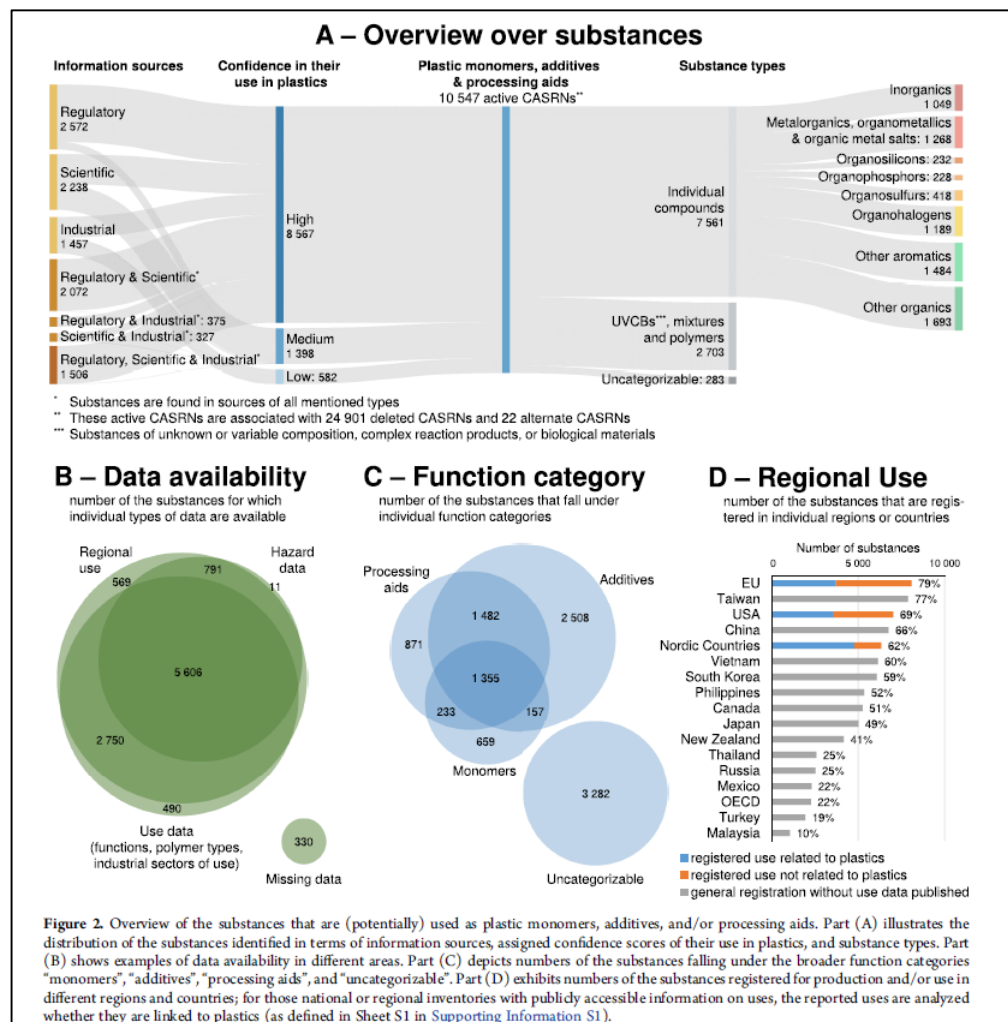 A – Overview over substances
Information sources
Confidence in their
use in plastics
Plastic monomers, additives
& processing aids
10 547 active CASRNs**
Substance types
Regulatory
2 572
Scientific
2 238
Industrial
1 457
Regulatory & Scientific*
2 072
Regulatory & Industrial*: 375
Scientific & Industrial*: 327
Regulatory, Scientific & Industrial*
1 506
High
8 567
Medium
1 398
Low: 582
Individual
compounds
7 561
UVCBs***, mixtures
and polymers
2 703
Uncategorizable: 283
Inorganics
1 049
Metalorganics, organometallics
& organic metal salts: 1 268
Organosilicons: 232
Organophosphors: 228
Organosulfurs: 418
Organohalogens
1 189
Other aromatics
1 484
Other organics
1 693
* Substances are found in sources of all mentioned types
** These active CASRNs are associated with 24 901 deleted CASRNs and 22 alternate CASRNs
*** Substances of unknown or variable composition, complex reaction products, or biological materials
B – Data availability
number of the substances for which
individual types of data are available
Regional
use
569
791
Hazard
data
11
5 606
2 750
490
Use data
(functions, polymer types,
industrial sectors of use)
330
Missing data
C – Function category
number of the substances that fall under
individual function categories
Processing
aids
Additives
1 482
2 508
871
1 355
233
157
659
Monomers
3 282
Uncategorizable
D – Regional Use
number of the substances that are regis-
tered in individual regions or countries
Number of substances
0 5 000 10 000
EU 79%
Taiwan 77%
USA 69%
China 66%
Nordic Countries 62%
Vietnam 60%
South Korea 59%
Philippines 52%
Canada 51%
Japan 49%
New Zealand 41%
Thailand 25%
Russia 25%
Mexico 22%
OECD 22%
Turkey 19%
Malaysia 10%
registered use related to plastics
registered use not related to plastics
general registration without use data published
Figure 2. Overview of the substances that are (potentially) used as plastic monomers, additives, and/or processing aids. Part (A) illustrates the
distribution of the substances identified in terms of information sources, assigned confidence scores of their use in plastics, and substance types. Part
(B) shows examples of data availability in different areas. Part (C) depicts numbers of the substances falling under the broader function categories
“monomers”, “additives”, “processing aids”, and “uncategorizable”. Part (D) exhibits numbers of the substances registered for production and/or use in
different regions and countries; for those national or regional inventories with publicly accessible information on uses, the reported uses are analyzed
whether they are linked to plastics (as defined in Sheet S1 in Supporting Information S1).